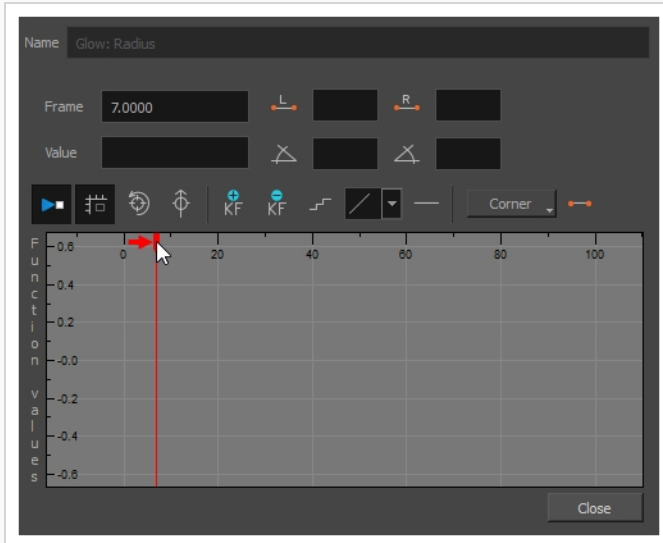 Name Glow: Radius
L R
Frame 7.0000
Value
KF KF Corner
Function values
0.6
0 20 40 60 80 100
0.4
0.2
-0.0
-0.2
-0.4
-0.6
Close